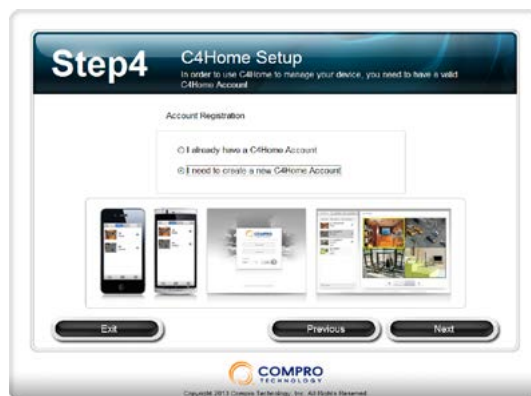 Step4
C4Home Setup
In order to use C4Home to manage your device, you need to have a valid
C4Home Account
Account Registration
I already have a C4Home Account
I need to create a new C4Home Account
COMPRO
Exit
Previous
Next
COMPRO
TECHNOLOGY
Copyright 2013 Compro Technology, Inc. All Rights Reserved